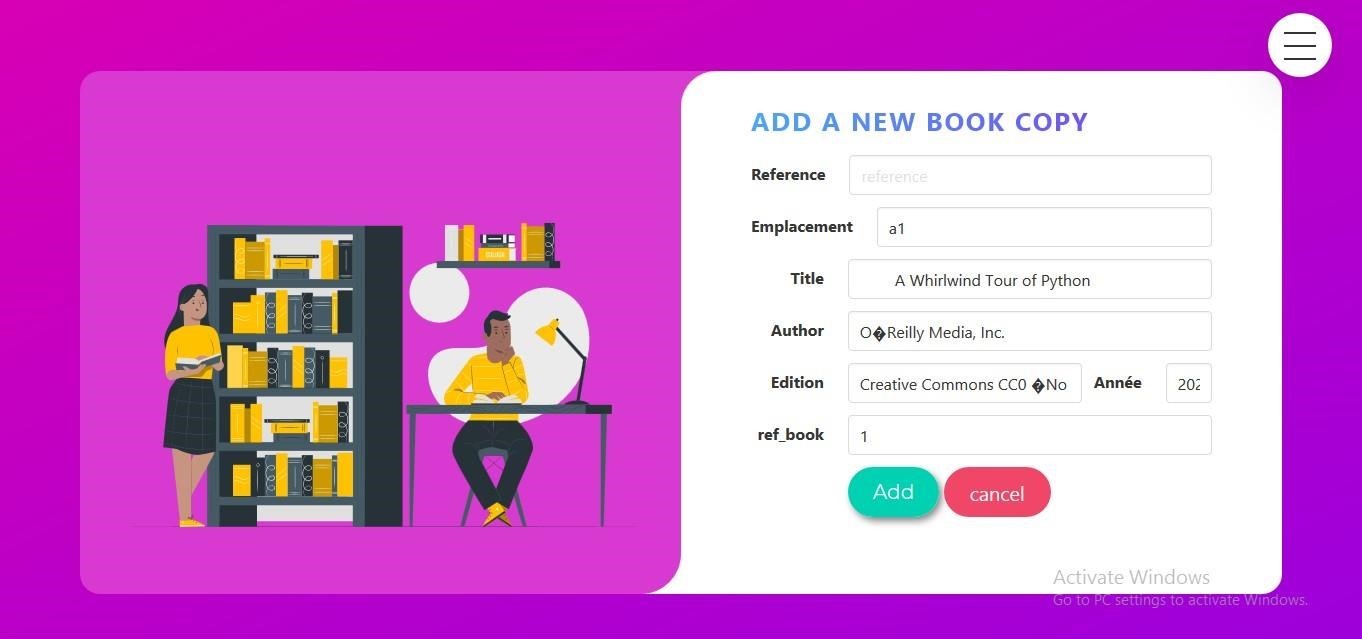 ADD A NEW BOOK COPY
Reference reference
Emplacement a1
Title A Whirlwind Tour of Python
Author O�Reilly Media, Inc.
Edition Creative Commons CC0 �No Année 202
ref_book 1
Add cancel
Activate Windows
Go to PC settings to activate Windows.